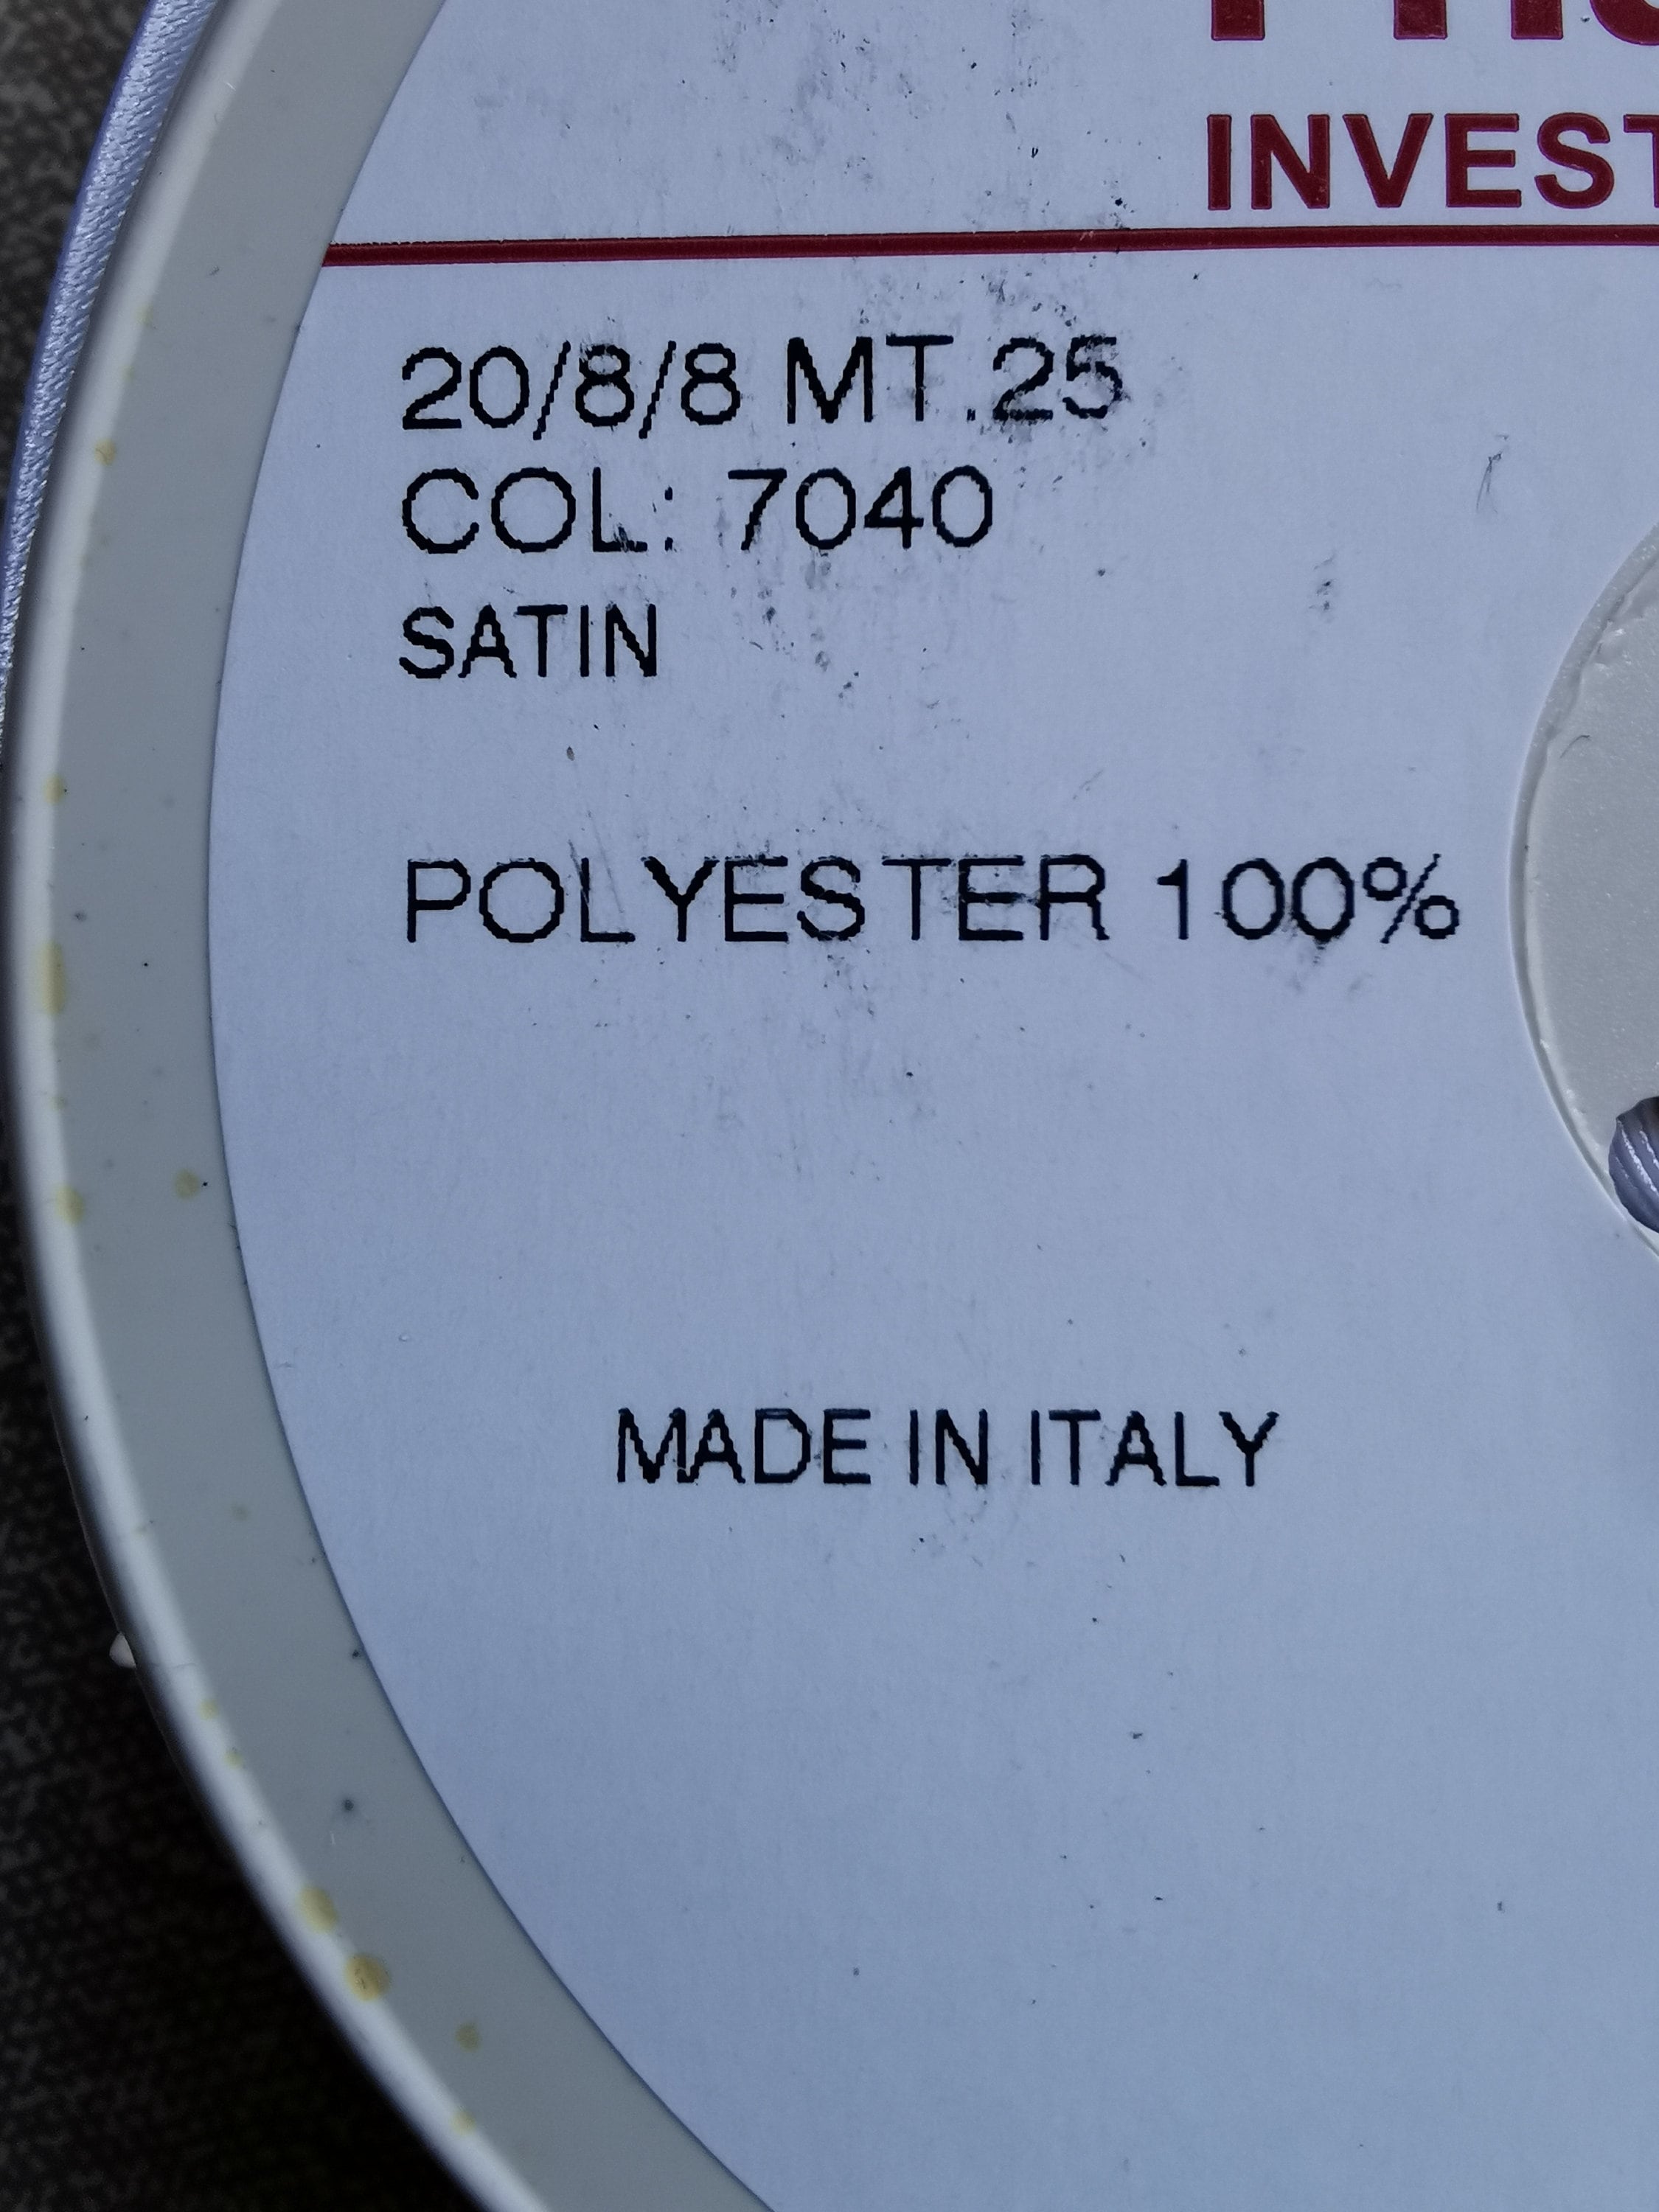 INVEST
20/8/8 MT.25
COL: 7040
SATIN
POLYESTER 100%
MADE IN ITALY